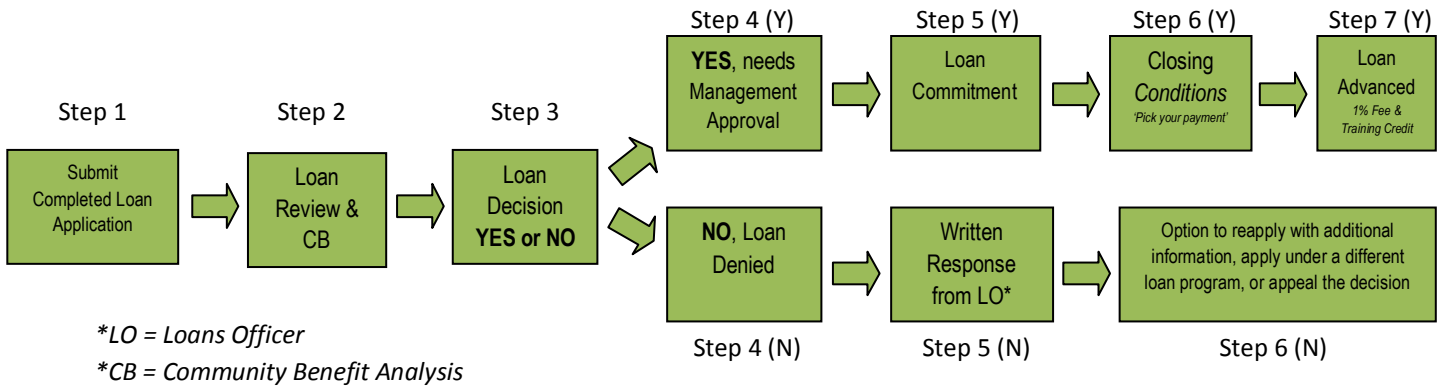 Step 1
Submit
Completed Loan
Application
Step 2
Loan
Review &
CB
Step 3
Loan
Decision
YES or NO
Step 4 (Y)
YES, needs
Management
Approval
Step 5 (Y)
Loan
Commitment
Step 6 (Y)
Closing
Conditions
'Pick your payment'
Step 7 (Y)
Loan
Advanced
1% Fee &
Training Credit
NO, Loan
Denied
Step 4 (N)
Written
Response
from LO*
Step 5 (N)
Option to reapply with additional
information, apply under a different
loan program, or appeal the decision
Step 6 (N)
*LO = Loans Officer
*CB = Community Benefit Analysis